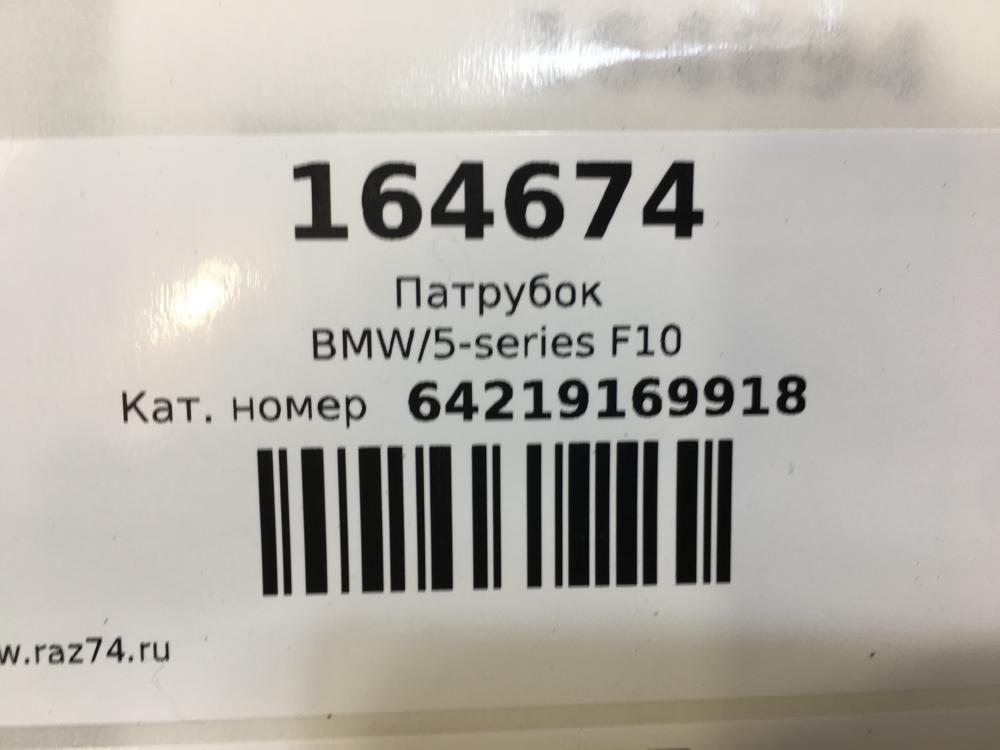 164674
Патрубок
BMW/5-series F10
Кат. номер 64219169918
w.raz74.ru